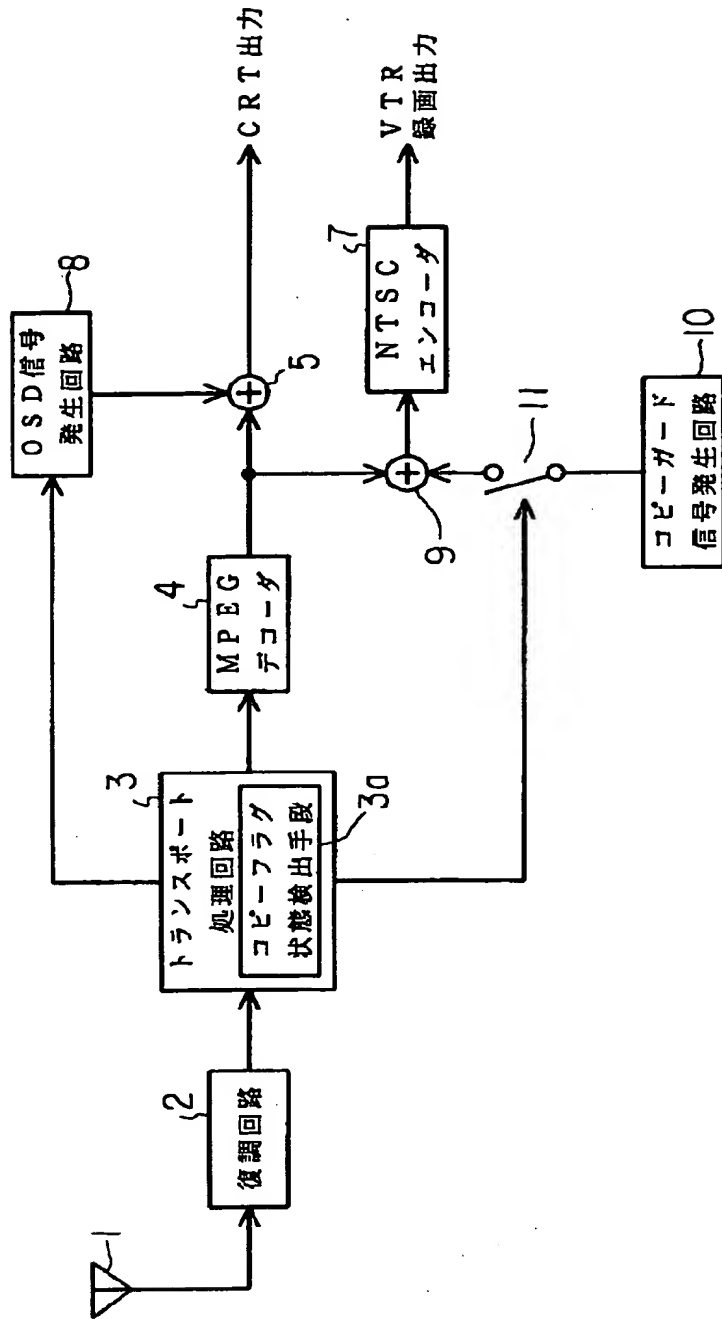 1
2
復調回路
3
トランスポート
処理回路
コピーフラグ
状態検出手段
3a
4
MPEG
デコーダ
8
OSD信号
発生回路
5
CRT出力
7
NTSC
エンコーダ
VTR
録画出力
9
11
10
コピーガード
信号発生回路